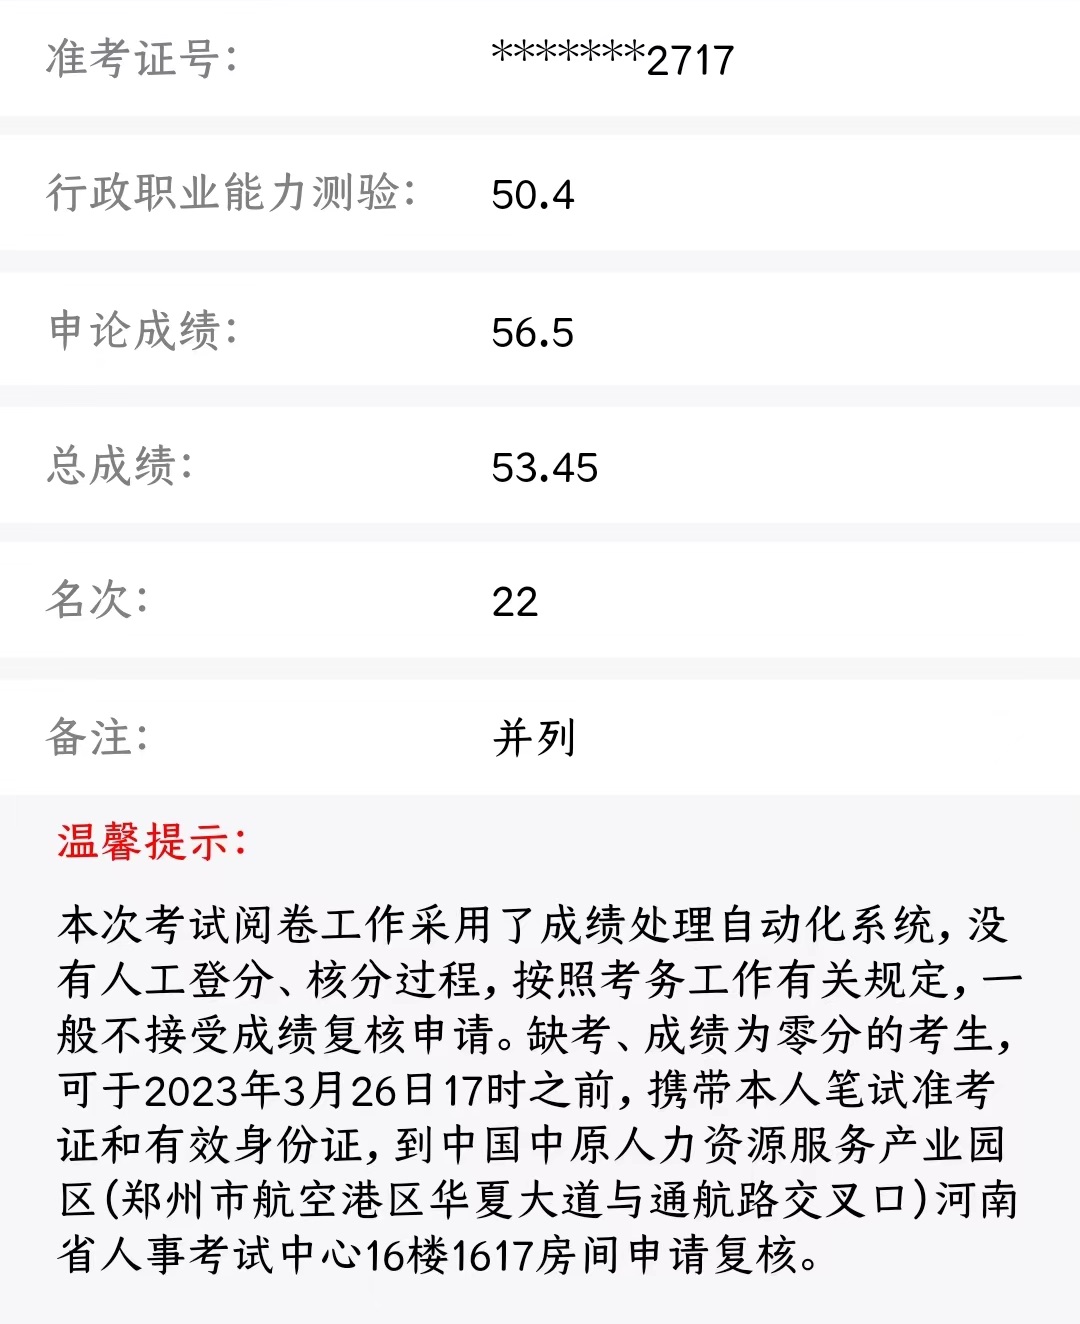 准考证号： *******2717
行政职业能力测验： 50.4
申论成绩： 56.5
总成绩： 53.45
名次： 22
备注： 并列
温馨提示：
本次考试阅卷工作采用了成绩处理自动化系统，没
有人工登分、核分过程，按照考务工作有关规定，一
般不接受成绩复核申请。缺考、成绩为零分的考生，
可于2023年3月26日17时之前，携带本人笔试准考
证和有效身份证，到中国中原人力资源服务产业园
区(郑州市航空港区华夏大道与通航路交叉口)河南
省人事考试中心16楼1617房间申请复核。